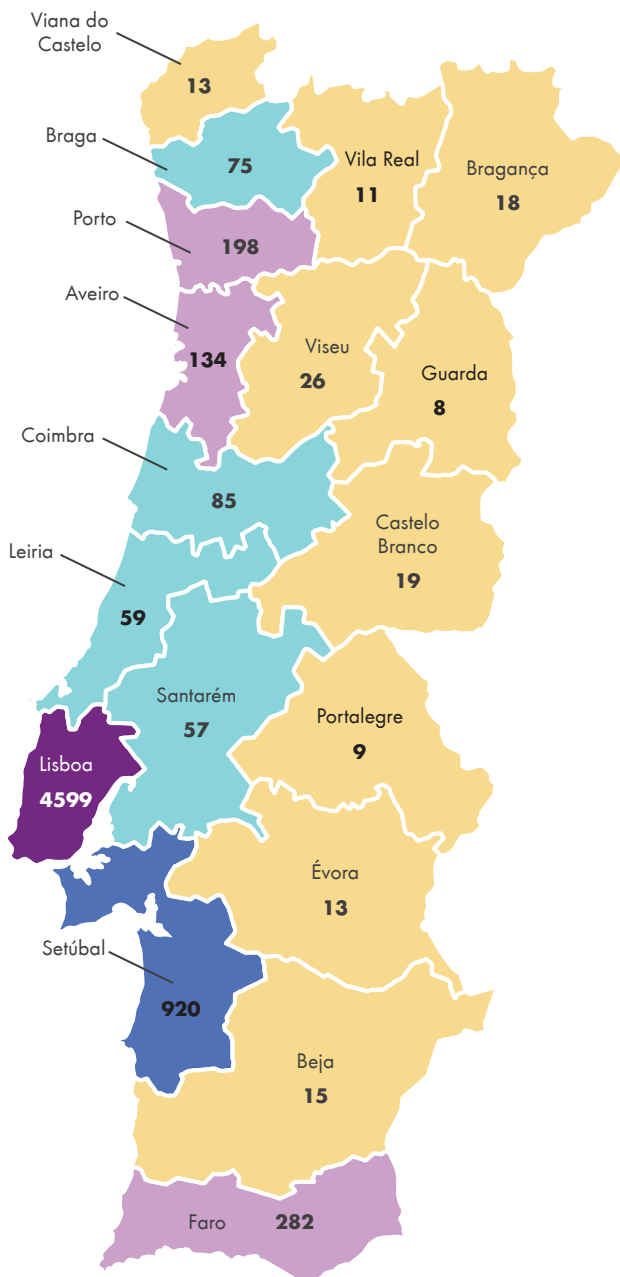 Viana do
Castelo
13
Braga
75
Vila Real
11
Bragança
18
Porto
198
Aveiro
134
Viseu
26
Guarda
8
Coimbra
85
Castelo
Branco
19
Leiria
59
Santarém
57
Portalegre
9
Lisboa
4599
Évora
13
Setúbal
920
Beja
15
Faro 282